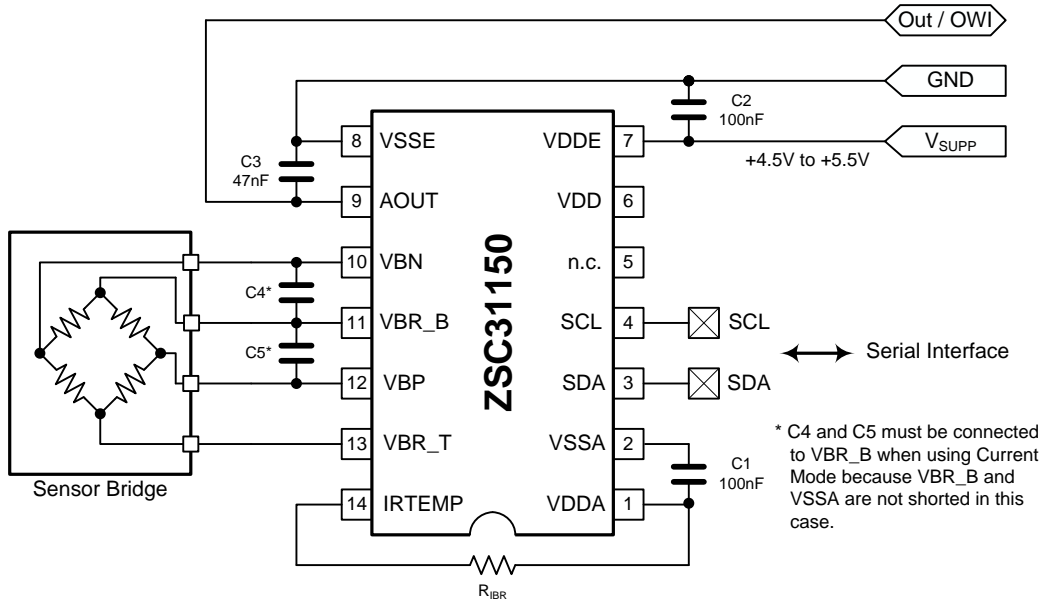 Out / OWI
GND
C2
100nF
VSUPP
+4.5V to +5.5V
C3
47nF
8 VSSE
VDDE 7
9 AOUT
VDD 6
10 VBN
n.c. 5
C4*
11 VBR_B
SCL 4
SCL
C5*
Serial Interface
12 VBP
SDA 3
SDA
13 VBR_T
VSSA 2
C1
100nF
14 IRTEMP
VDDA 1
ZSC31150
Sensor Bridge
RIBR
* C4 and C5 must be connected
to VBR_B when using Current
Mode because VBR_B and
VSSA are not shorted in this
case.